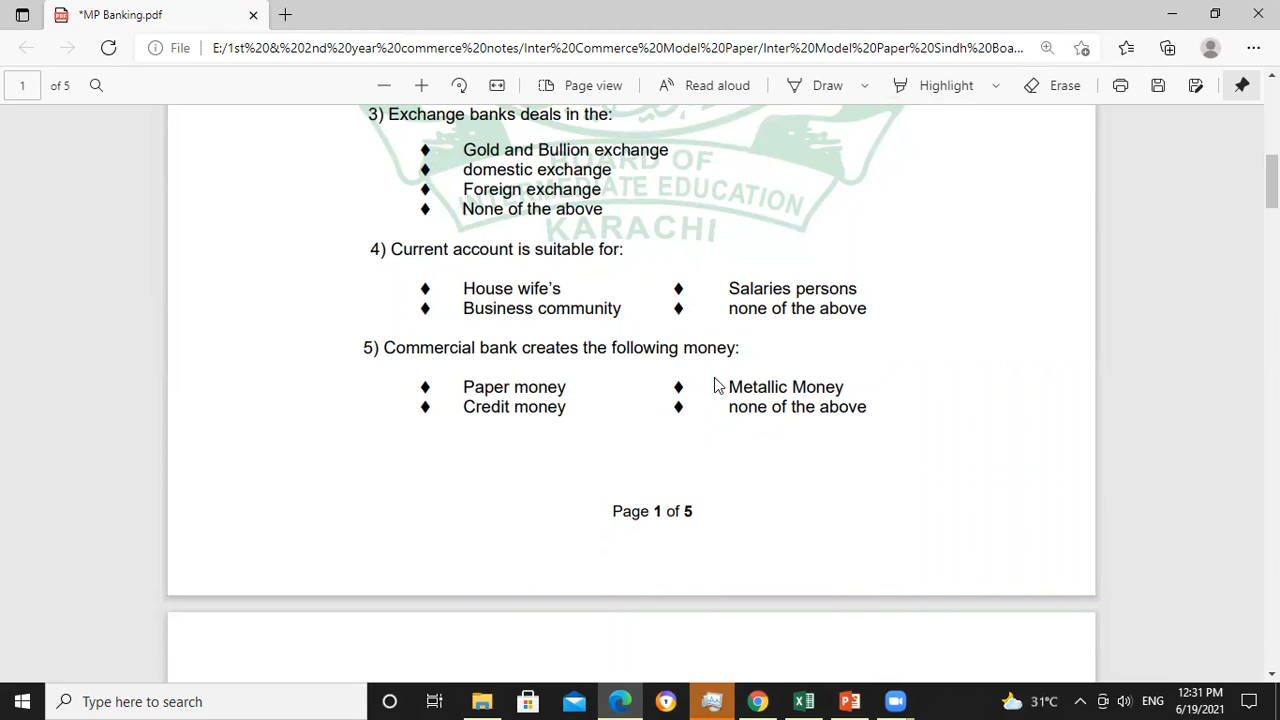 *MP Banking.pdf
File
E:/1st%20&%202nd%20year%20commerce%20notes/Inter%20Commerce%20Model%20Paper/Inter%20Model%20Paper%20Sindh%20Boa...
1 of 5
Page view
Read aloud
Draw
Highlight
Erase
3) Exchange banks deals in the:
♦ Gold and Bullion exchange
♦ domestic exchange
♦ Foreign exchange
♦ None of the above
BOARD OF
INTERMEDIATE EDUCATION
KARACHI
4) Current account is suitable for:
♦ House wife's ♦ Salaries persons
♦ Business community ♦ none of the above
5) Commercial bank creates the following money:
♦ Paper money ♦ Metallic Money
♦ Credit money ♦ none of the above
Page 1 of 5
Type here to search
31°C
ENG
12:31 PM
6/19/2021